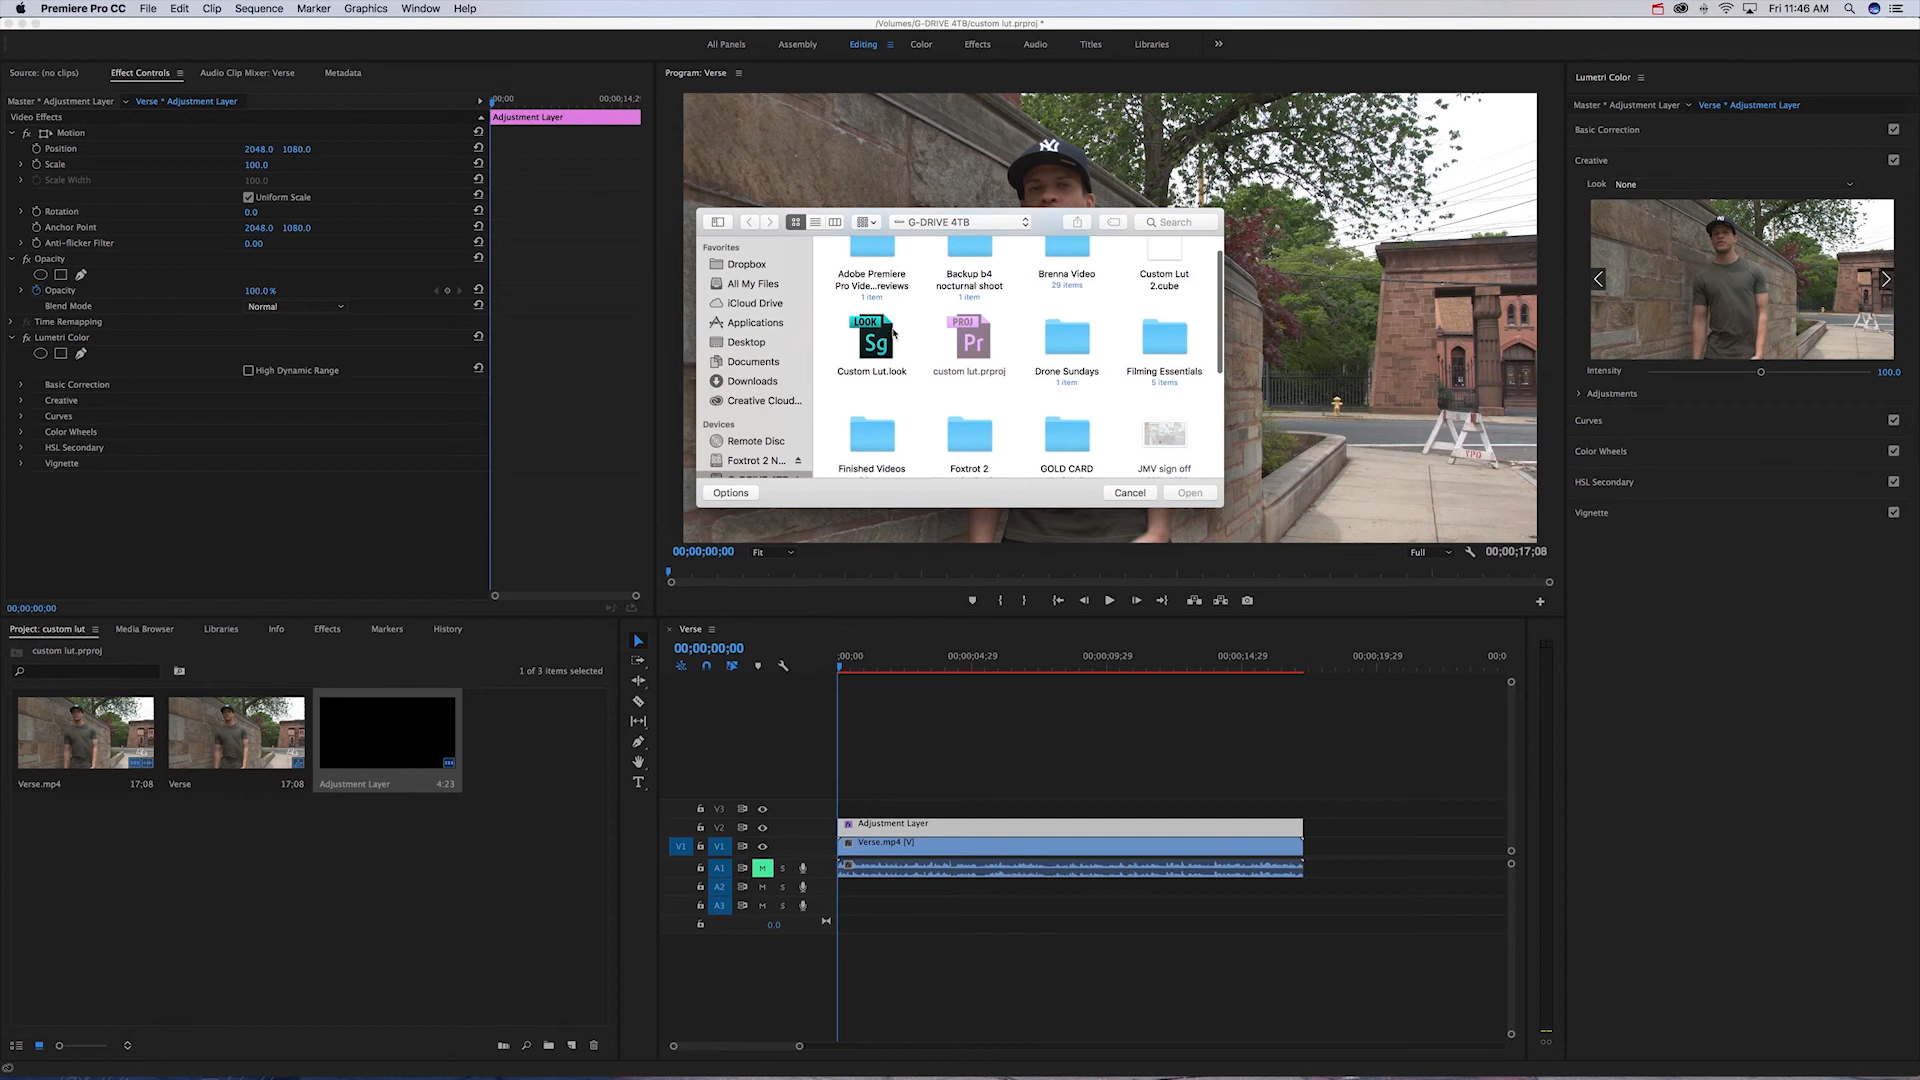 Premiere Pro CC File Edit Clip Sequence Marker Graphics Window Help
Fri 11:46 AM
/Volumes/G-DRIVE 4TB/custom lut.prproj *
All Panels Assembly Editing Color Effects Audio Titles Libraries
Source: (no clips) Effect Controls Audio Clip Mixer: Verse Metadata
Master * Adjustment Layer Verse * Adjustment Layer
:00:00 00;00;14;29
Video Effects
Adjustment Layer
fx Motion
Position 2048.0 1080.0
Scale 100.0
Scale Width 100.0
Uniform Scale
Rotation 0.0
Anchor Point 2048.0 1080.0
Anti-flicker Filter 0.00
fx Opacity
Opacity 100.0 %
Blend Mode Normal
Time Remapping
fx Lumetri Color
High Dynamic Range
Basic Correction
Creative
Curves
Color Wheels
HSL Secondary
Vignette
00;00;00;00
Program: Verse
NY
G-DRIVE 4TB
Search
Favorites
Dropbox
All My Files
iCloud Drive
Applications
Desktop
Documents
Downloads
Creative Cloud...
Devices
Remote Disc
Foxtrot 2 N...
Adobe Premiere Pro Vide...reviews
1 item
Backup b4 nocturnal shoot
1 item
Brenna Video
29 items
Custom Lut 2.cube
LOOK
Sg
Custom Lut.look
PROJ
Pr
custom lut.prproj
Drone Sundays
1 item
Filming Essentials
5 items
Finished Videos
Foxtrot 2
GOLD CARD
JMV sign off
Options Cancel Open
YPD
00;00;00;00 Fit Full 00;00;17;08
Lumetri Color
Master * Adjustment Layer Verse * Adjustment Layer
Basic Correction
Creative
Look None
Intensity 100.0
Adjustments
Curves
Color Wheels
HSL Secondary
Vignette
Project: custom lut Media Browser Libraries Info Effects Markers History
custom lut.prproj
1 of 3 items selected
Verse.mp4 17;08
Verse 17;08
Adjustment Layer 4:23
Verse
00;00;00;00
;00;00 00;00;04;29 00;00;09;29 00;00;14;29 00;00;19;29 00;0
V3
V2
Adjustment Layer
V1 V1
Verse.mp4 [V]
A1 M S
A2 M S
A3 M S
0.0